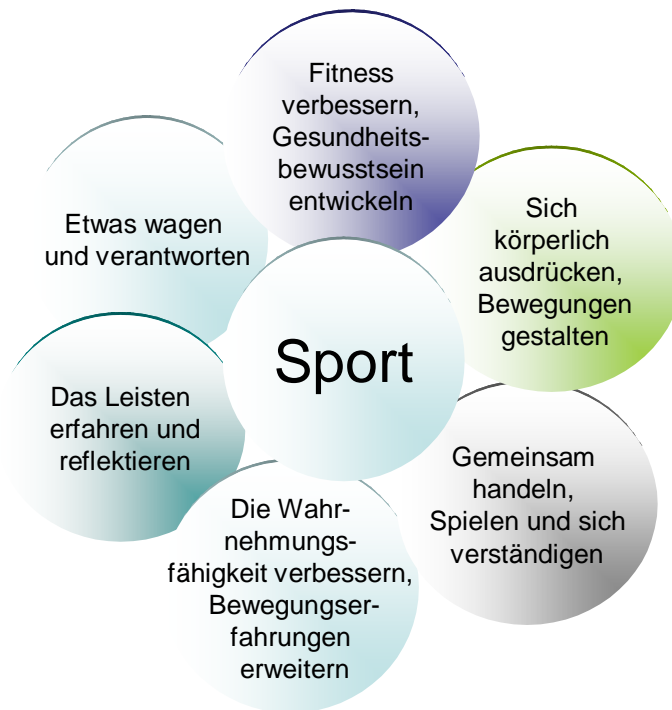 Fitness
verbessern,
Gesundheits-
bewusstsein
entwickeln
Etwas wagen
und verantworten
Sich
körperlich
ausdrücken,
Bewegungen
gestalten
Sport
Das Leisten
erfahren und
reflektieren
Gemeinsam
handeln,
Spielen und sich
verständigen
Die Wahr-
nehmungs-
fähigkeit verbessern,
Bewegungser-
fahrungen
erweitern